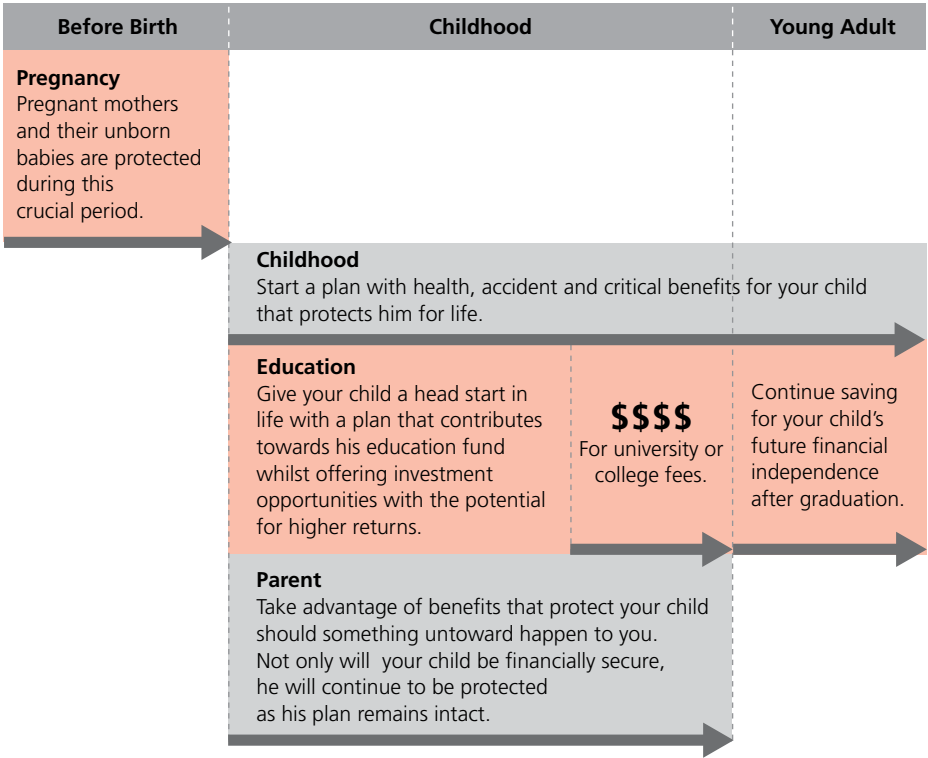 Before Birth
Childhood
Young Adult
Pregnancy
Pregnant mothers
and their unborn
babies are protected
during this
crucial period.
Childhood
Start a plan with health, accident and critical benefits for your child
that protects him for life.
Education
Give your child a head start in
life with a plan that contributes
towards his education fund
whilst offering investment
opportunities with the potential
for higher returns.
$$$$
For university or
college fees.
Continue saving
for your child's
future financial
independence
after graduation.
Parent
Take advantage of benefits that protect your child
should something untoward happen to you.
Not only will your child be financially secure,
he will continue to be protected
as his plan remains intact.